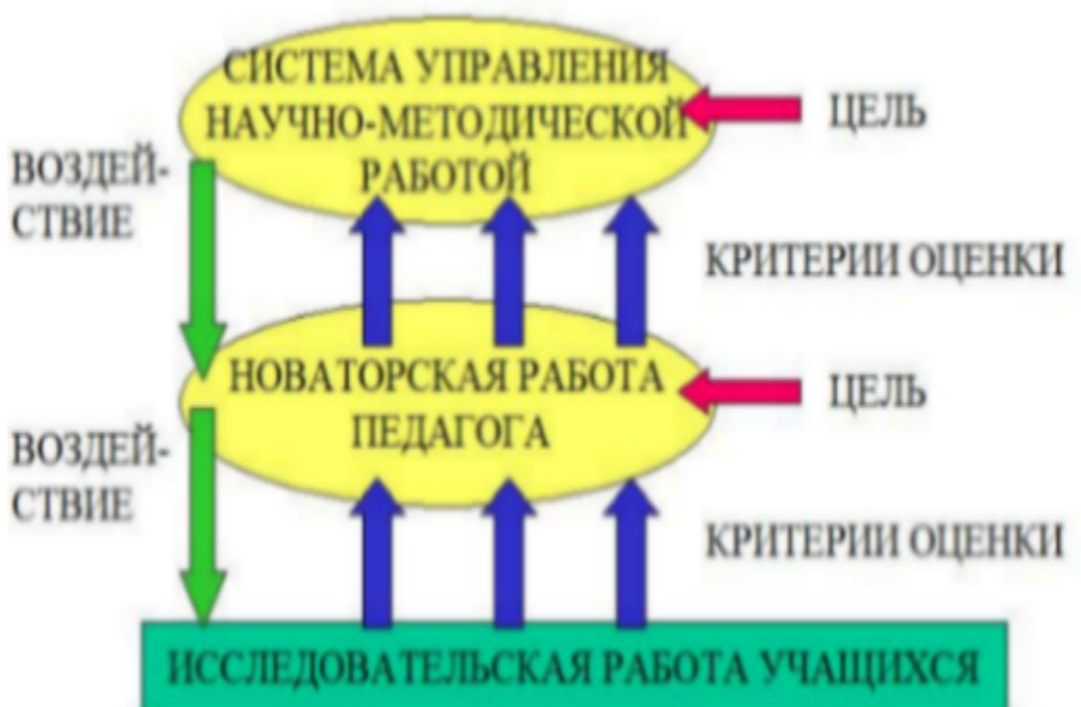 СИСТЕМА УПРАВЛЕНИЯ
НАУЧНО-МЕТОДИЧЕСКОЙ
РАБОТОЙ
ЦЕЛЬ
ВОЗДЕЙ-
СТВИЕ
КРИТЕРИИ ОЦЕНКИ
НОВАТОРСКАЯ РАБОТА
ПЕДАГОГА
ЦЕЛЬ
ВОЗДЕЙ-
СТВИЕ
КРИТЕРИИ ОЦЕНКИ
ИССЛЕДОВАТЕЛЬСКАЯ РАБОТА УЧАЩИХСЯ